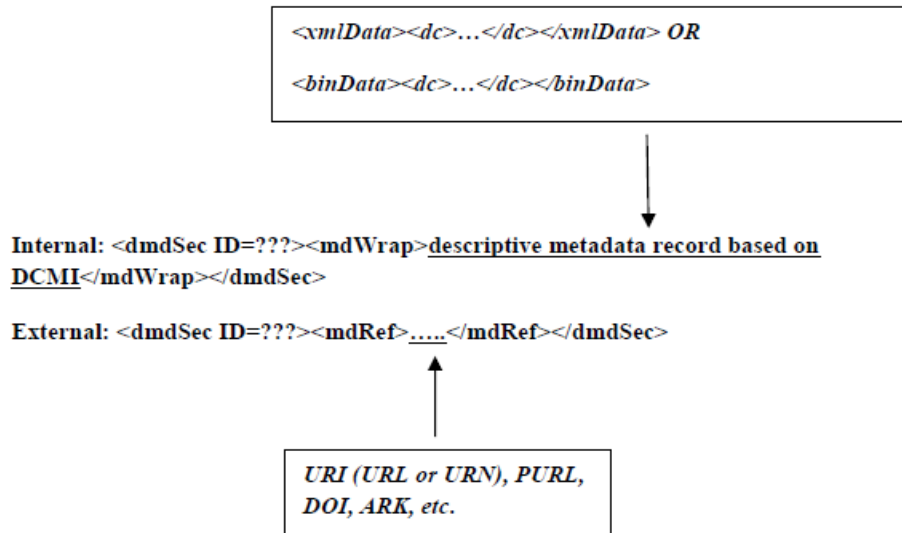 <xmlData><dc>…</dc></xmlData> OR
<binData><dc>…</dc></binData>
Internal: <dmdSec ID=???><mdWrap>descriptive metadata record based on
DCMI</mdWrap></dmdSec>
External: <dmdSec ID=???><mdRef>…..</mdRef></dmdSec>
URI (URL or URN), PURL,
DOI, ARK, etc.